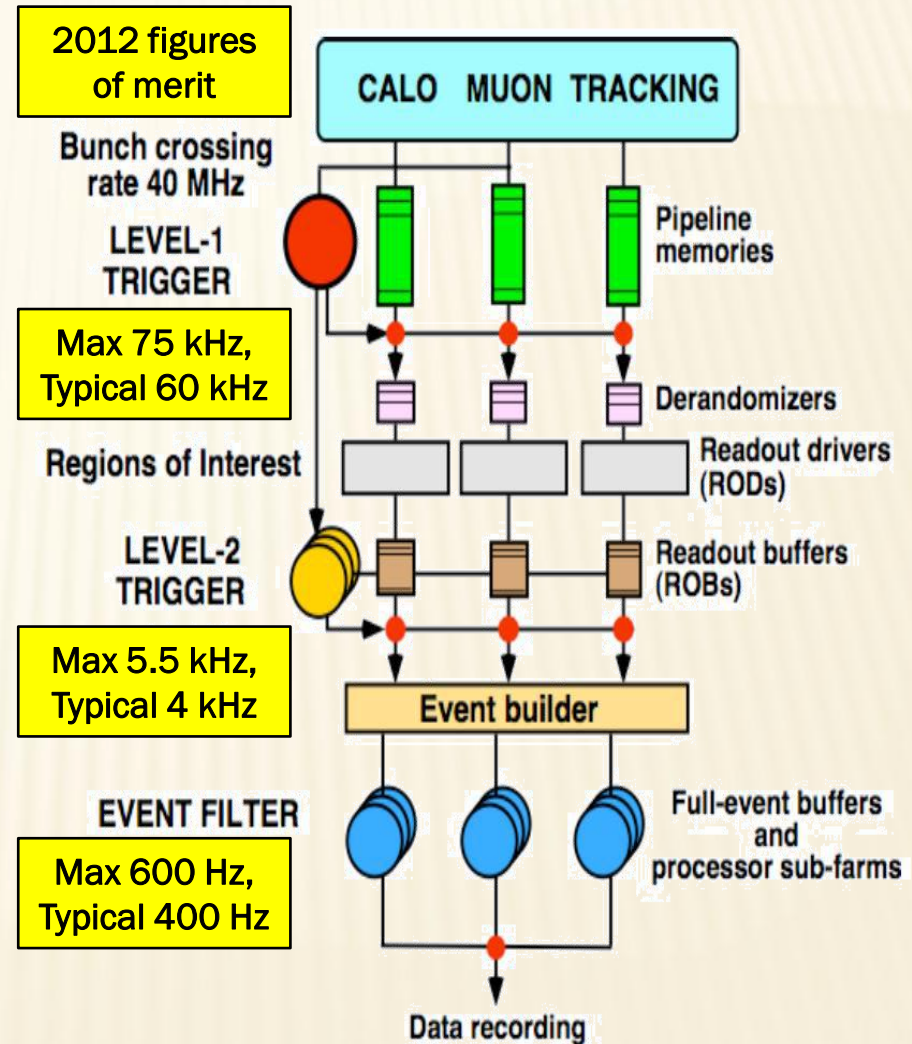 2012 figures
of merit
CALO MUON TRACKING
Bunch crossing
rate 40 MHz
LEVEL-1
TRIGGER
Pipeline
memories
Max 75 kHz,
Typical 60 kHz
Derandomizers
Regions of Interest
Readout drivers
(RODs)
LEVEL-2
TRIGGER
Readout buffers
(ROBs)
Max 5.5 kHz,
Typical 4 kHz
Event builder
EVENT FILTER
Full-event buffers
and
processor sub-farms
Max 600 Hz,
Typical 400 Hz
Data recording